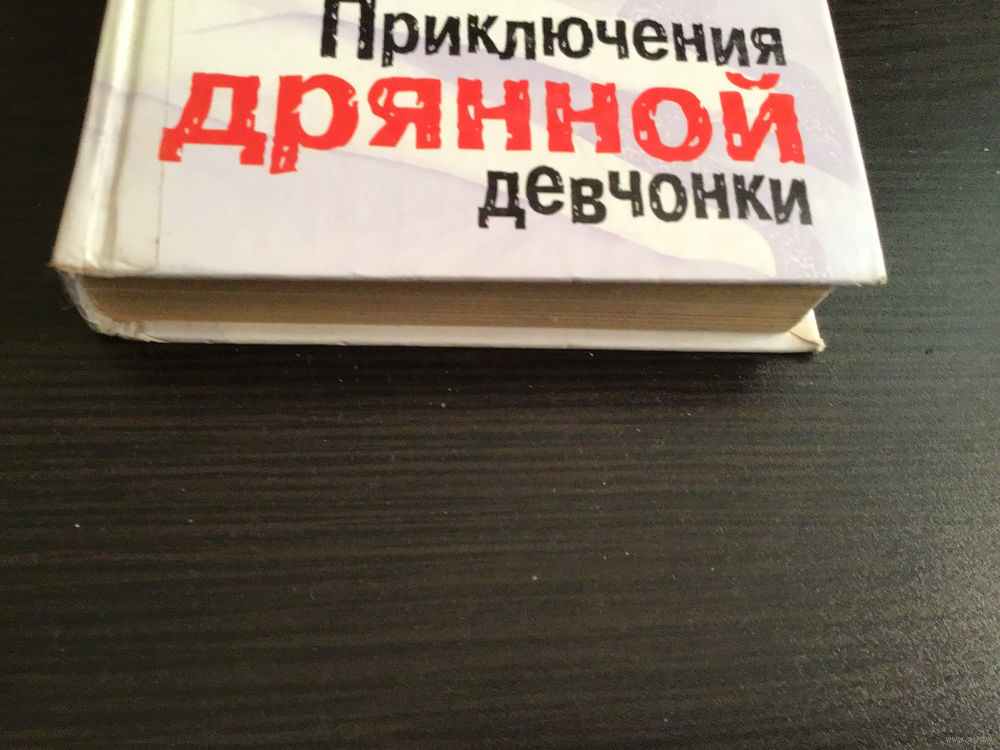 Приключения
дрянной
девчонки